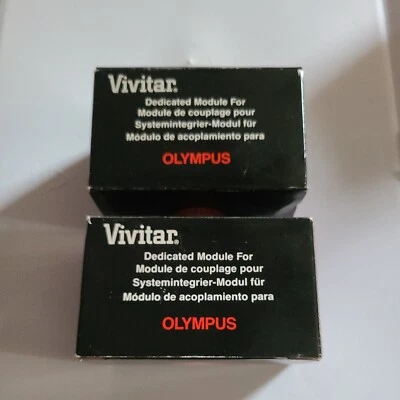 Vivitar®
Dedicated Module For
Module de couplage pour
Systemintegrier-Modul für
Módulo de acoplamiento para
OLYMPUS
Vivitar®
Dedicated Module For
Module de couplage pour
Systemintegrier-Modul für
Módulo de acoplamiento para
OLYMPUS